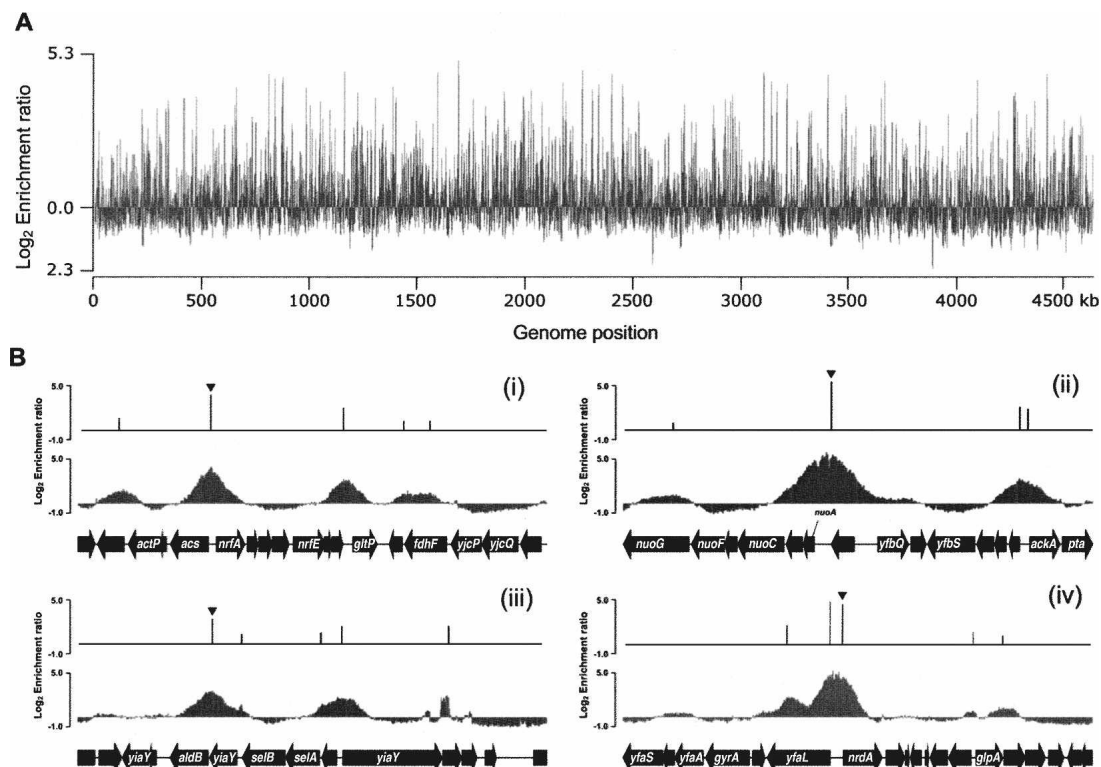 A
5.3
0.0
2.3
Log2 Enrichment ratio
0 500 1000 1500 2000 2500 3000 3500 4000 4500 kb
Genome position
B
(i)
5.0
-1.0
5.0
-1.0
Log2 Enrichment ratio
actP acs nrfA nrfE gltP fdhF yjcP yjcQ
(ii)
5.0
-1.0
5.0
-1.0
Log2 Enrichment ratio
nuoA
nuoG nuoF nuoC yfbQ yfbS ackA pta
(iii)
5.0
-1.0
5.0
-1.0
Log2 Enrichment ratio
yiaY aldB yiaY selB selA yiaY
(iv)
5.0
-1.0
5.0
-1.0
Log2 Enrichment ratio
yfaS yfaA gyrA yfaL nrdA glpA